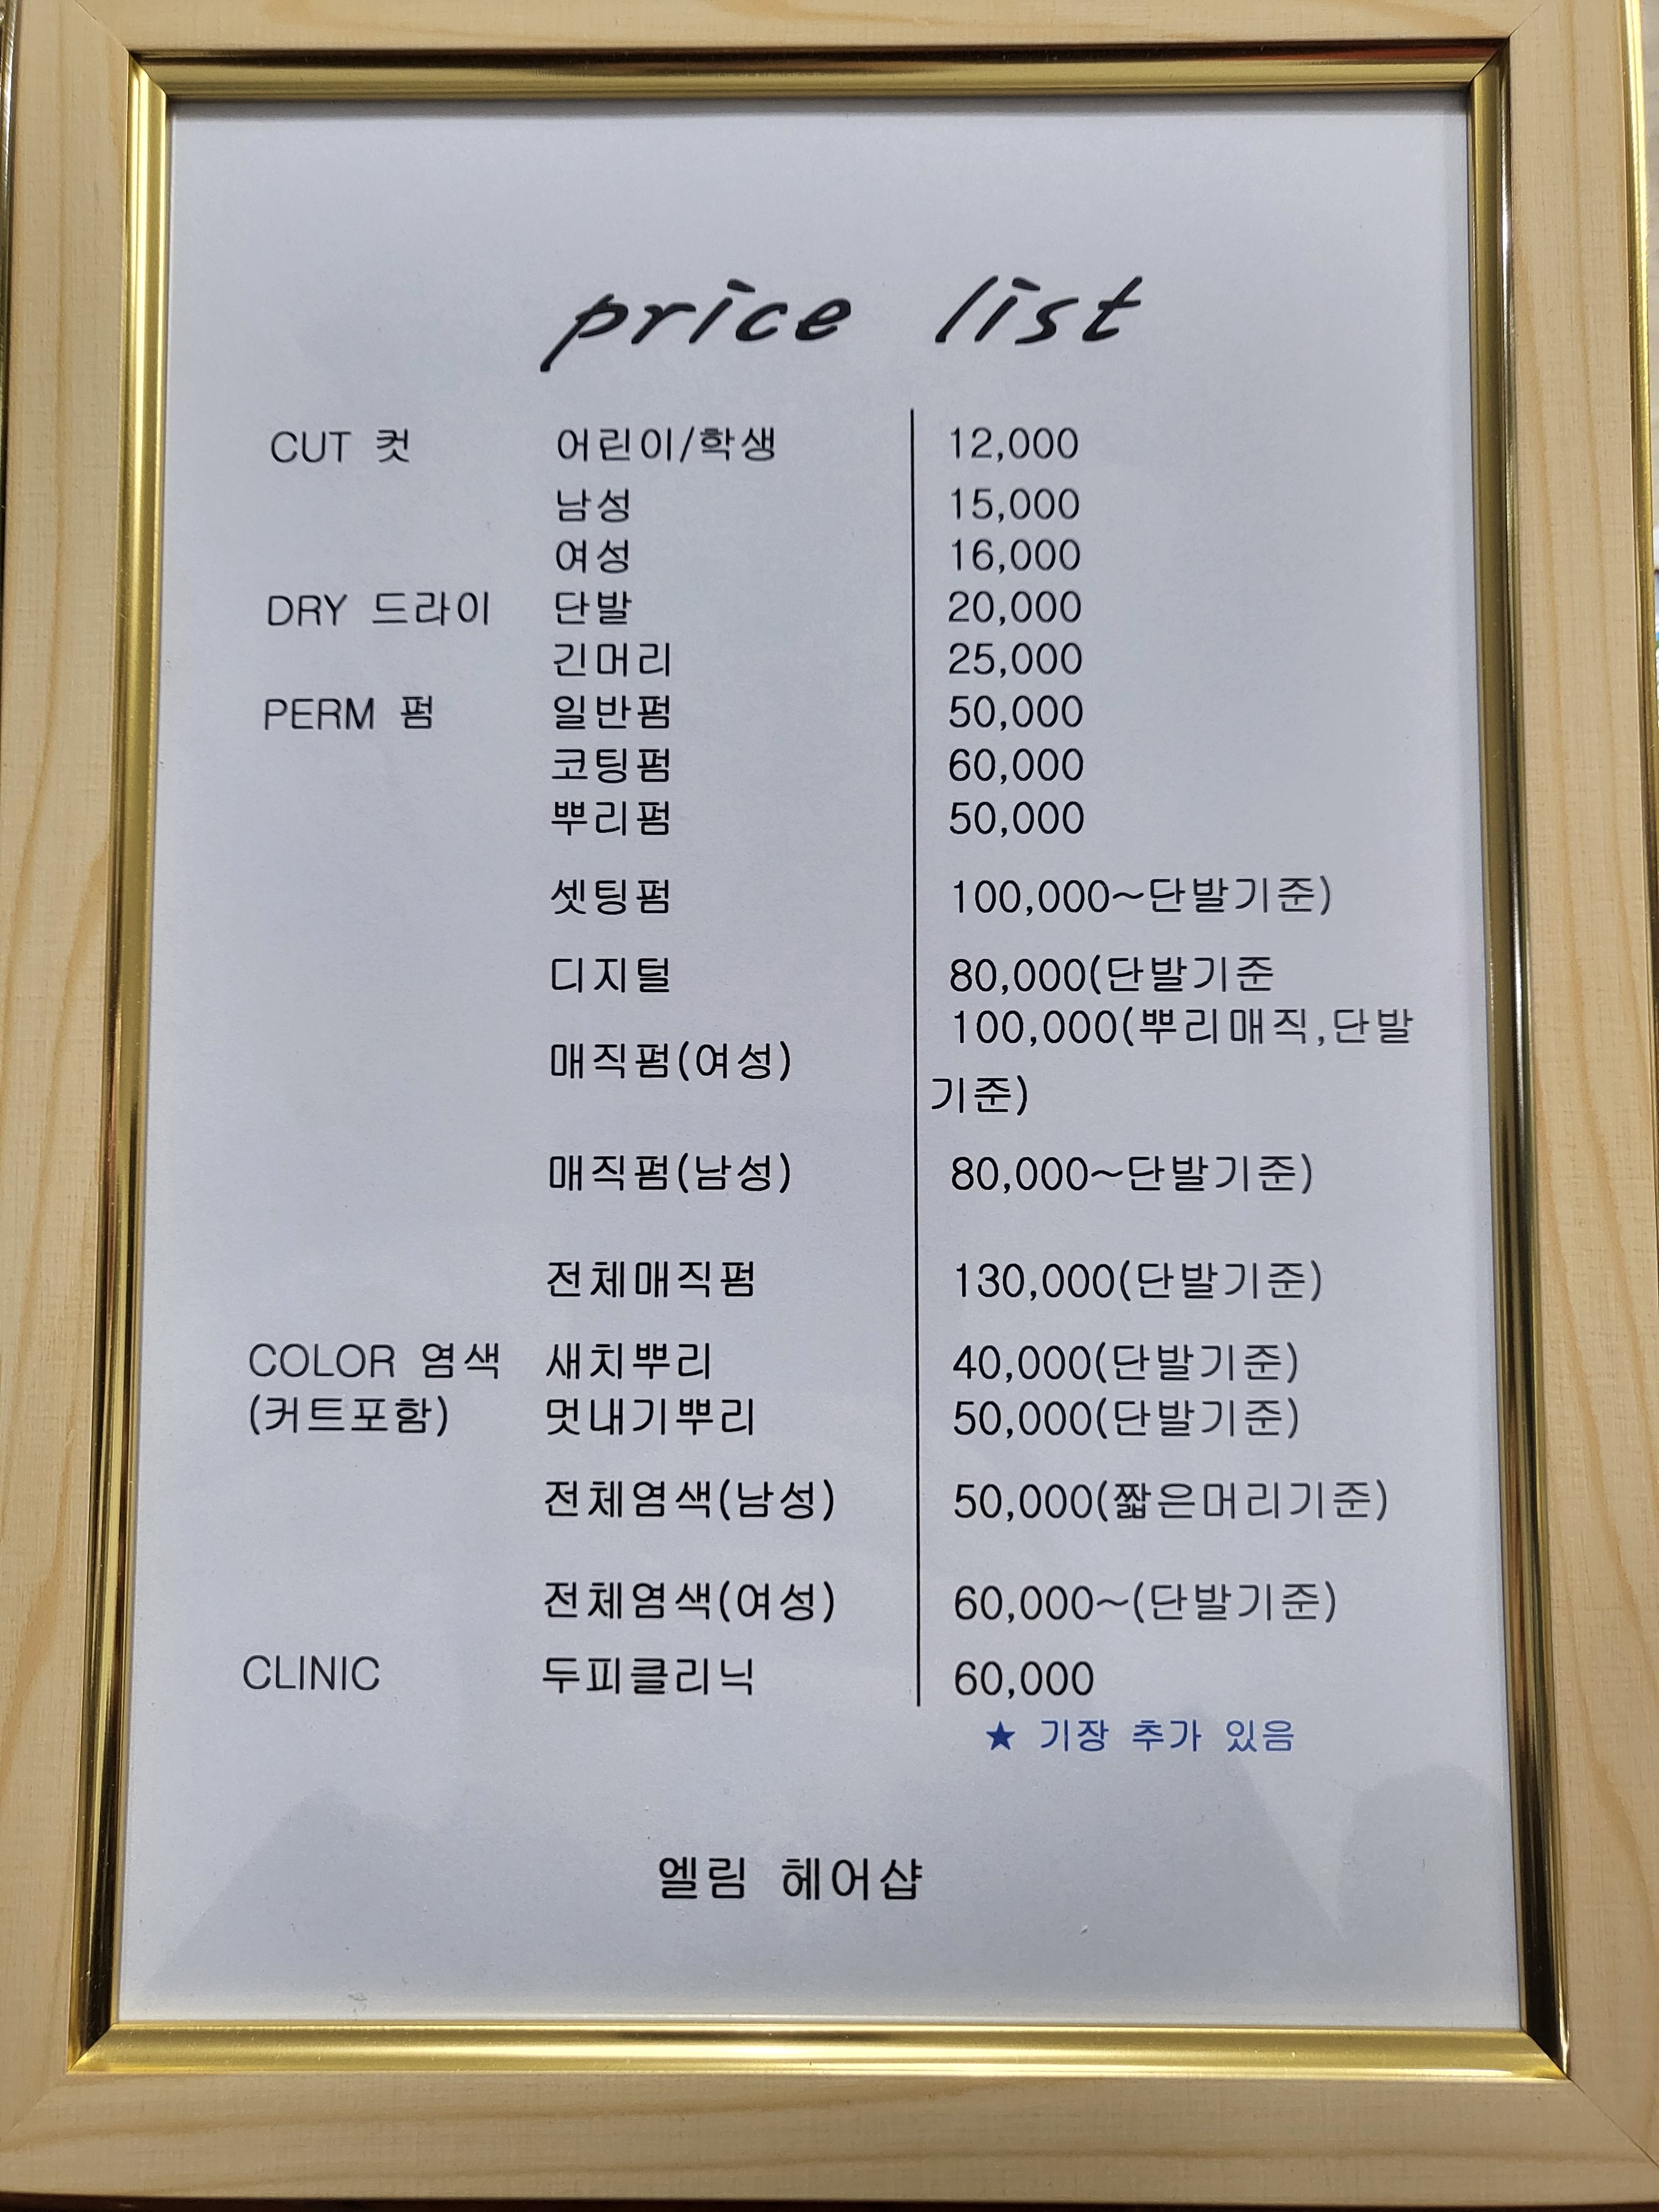 price list
CUT 컷 어린이/학생 12,000
남성 15,000
여성 16,000
DRY 드라이 단발 20,000
긴머리 25,000
PERM 펌 일반펌 50,000
코팅펌 60,000
뿌리펌 50,000
셋팅펌 100,000~단발기준)
디지털 80,000(단발기준
매직펌(여성) 100,000(뿌리매직,단발
기준)
매직펌(남성) 80,000~단발기준)
전체매직펌 130,000(단발기준)
COLOR 염색 새치뿌리 40,000(단발기준)
(커트포함) 멋내기뿌리 50,000(단발기준)
전체염색(남성) 50,000(짧은머리기준)
전체염색(여성) 60,000~(단발기준)
CLINIC 두피클리닉 60,000
★ 기장 추가 있음
엘림 헤어샵